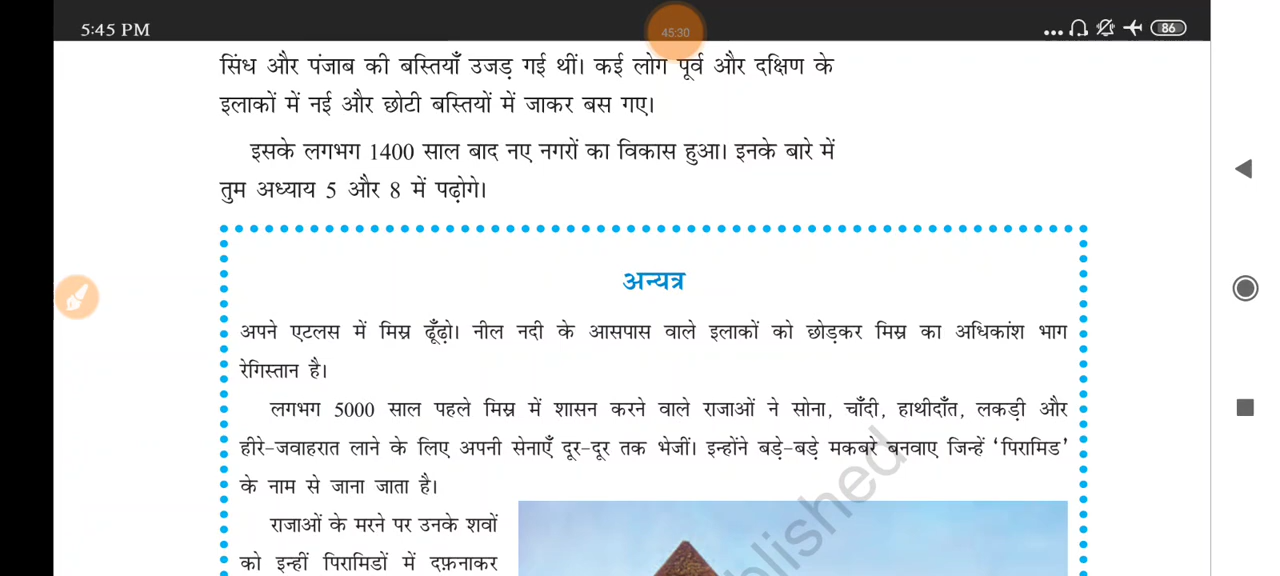 5:45 PM
45:30
86
सिंध और पंजाब की बस्तियाँ उजड़ गई थीं। कई लोग पूर्व और दक्षिण के
इलाकों में नई और छोटी बस्तियों में जाकर बस गए।
इसके लगभग 1400 साल बाद नए नगरों का विकास हुआ। इनके बारे में
तुम अध्याय 5 और 8 में पढ़ोगे।
अन्यत्र
अपने एटलस में मिस्र ढूँढ़ो। नील नदी के आसपास वाले इलाकों को छोड़कर मिस्र का अधिकांश भाग
रेगिस्तान है।
लगभग 5000 साल पहले मिस्र में शासन करने वाले राजाओं ने सोना, चाँदी, हाथीदाँत, लकड़ी और
हीरे-जवाहरात लाने के लिए अपनी सेनाएँ दूर-दूर तक भेजीं। इन्होंने बड़े-बड़े मकबरे बनवाए जिन्हें ‘पिरामिड’
के नाम से जाना जाता है।
राजाओं के मरने पर उनके शवों
को इन्हीं पिरामिडों में दफ़नाकर